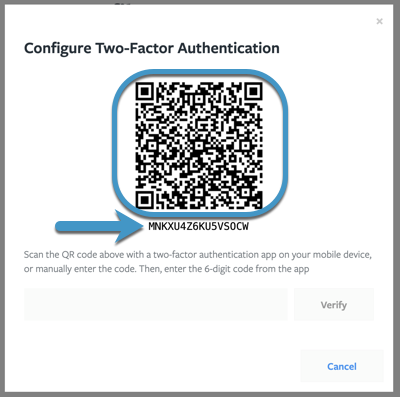 Configure Two-Factor Authentication
MNKXU4Z6KU5VSOCW
Scan the QR code above with a two-factor authentication app on your mobile device,
or manually enter the code. Then, enter the 6-digit code from the app
Verify
Cancel